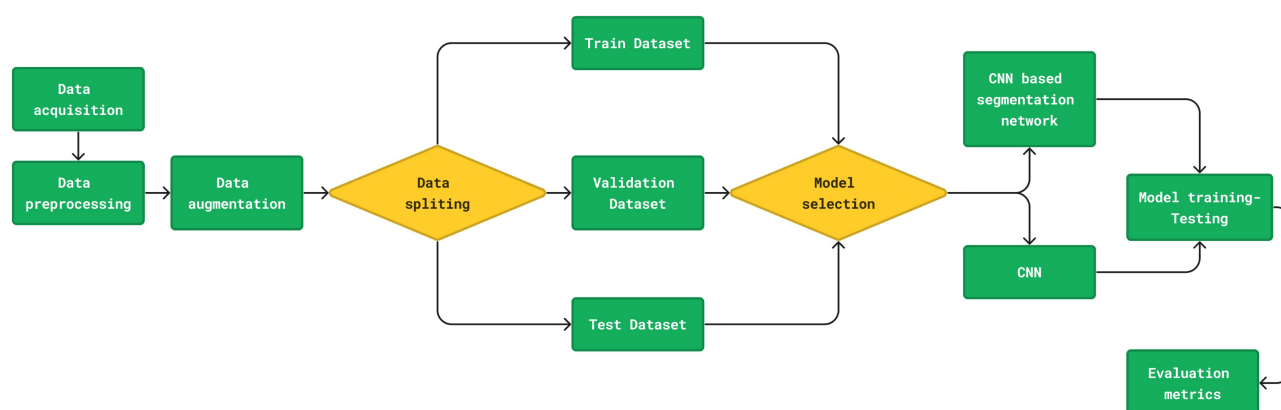 Data
acquisition
Data
preprocessing
Data
augmentation
Data
spliting
Train Dataset
Validation
Dataset
Test Dataset
Model
selection
CNN based
segmentation
network
CNN
Model training-
Testing
Evaluation
metrics